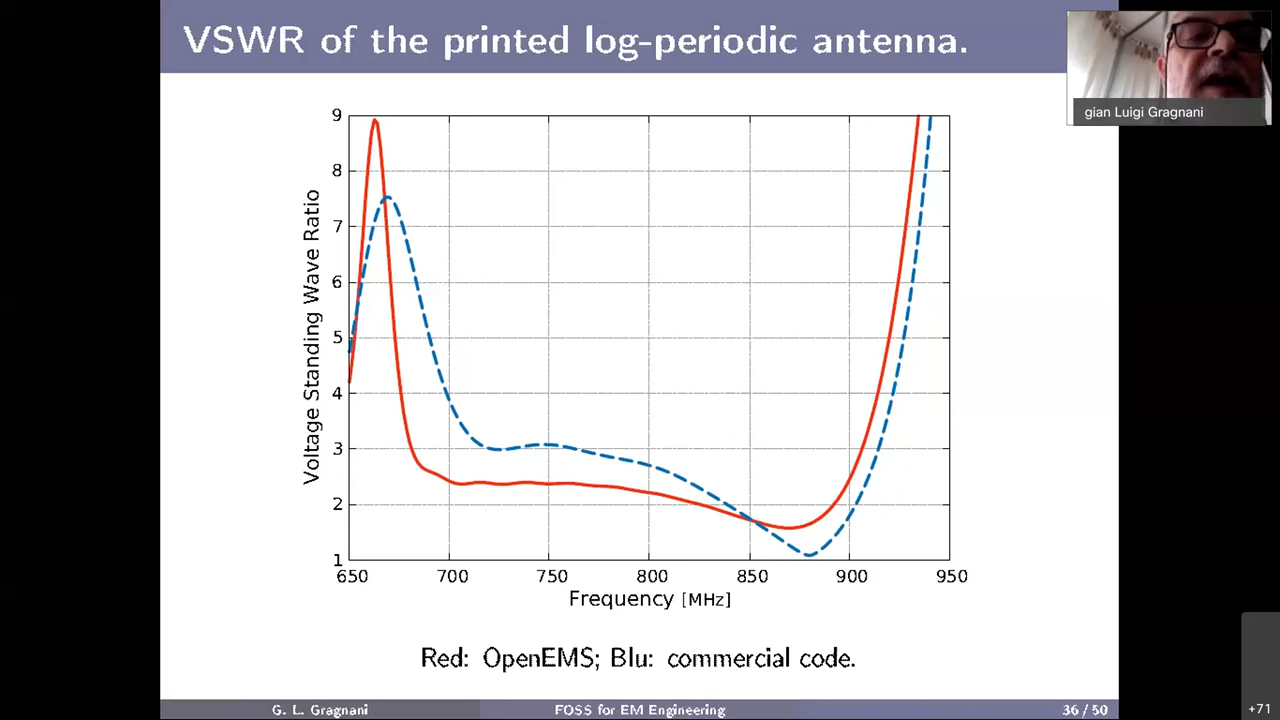 VSWR of the printed log-periodic antenna.
gian Luigi Gragnani
9
8
7
6
5
4
3
2
1
Voltage Standing Wave Ratio
650 700 750 800 850 900 950
Frequency [MHz]
Red: OpenEMS; Blu: commercial code.
G. L. Gragnani FOSS for EM Engineering 36 / 50
+71